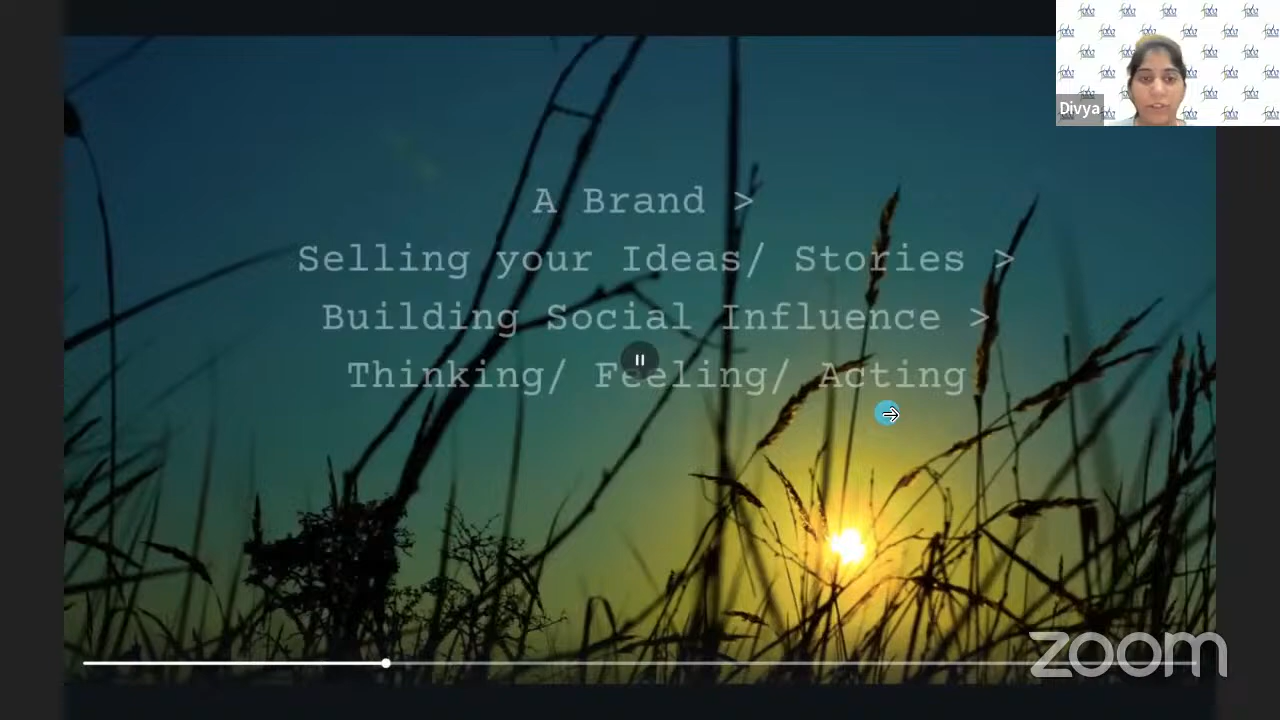 A Brand >
Selling your Ideas/ Stories >
Building Social Influence >
Thinking/ Feeling/ Acting
Divya
zoom